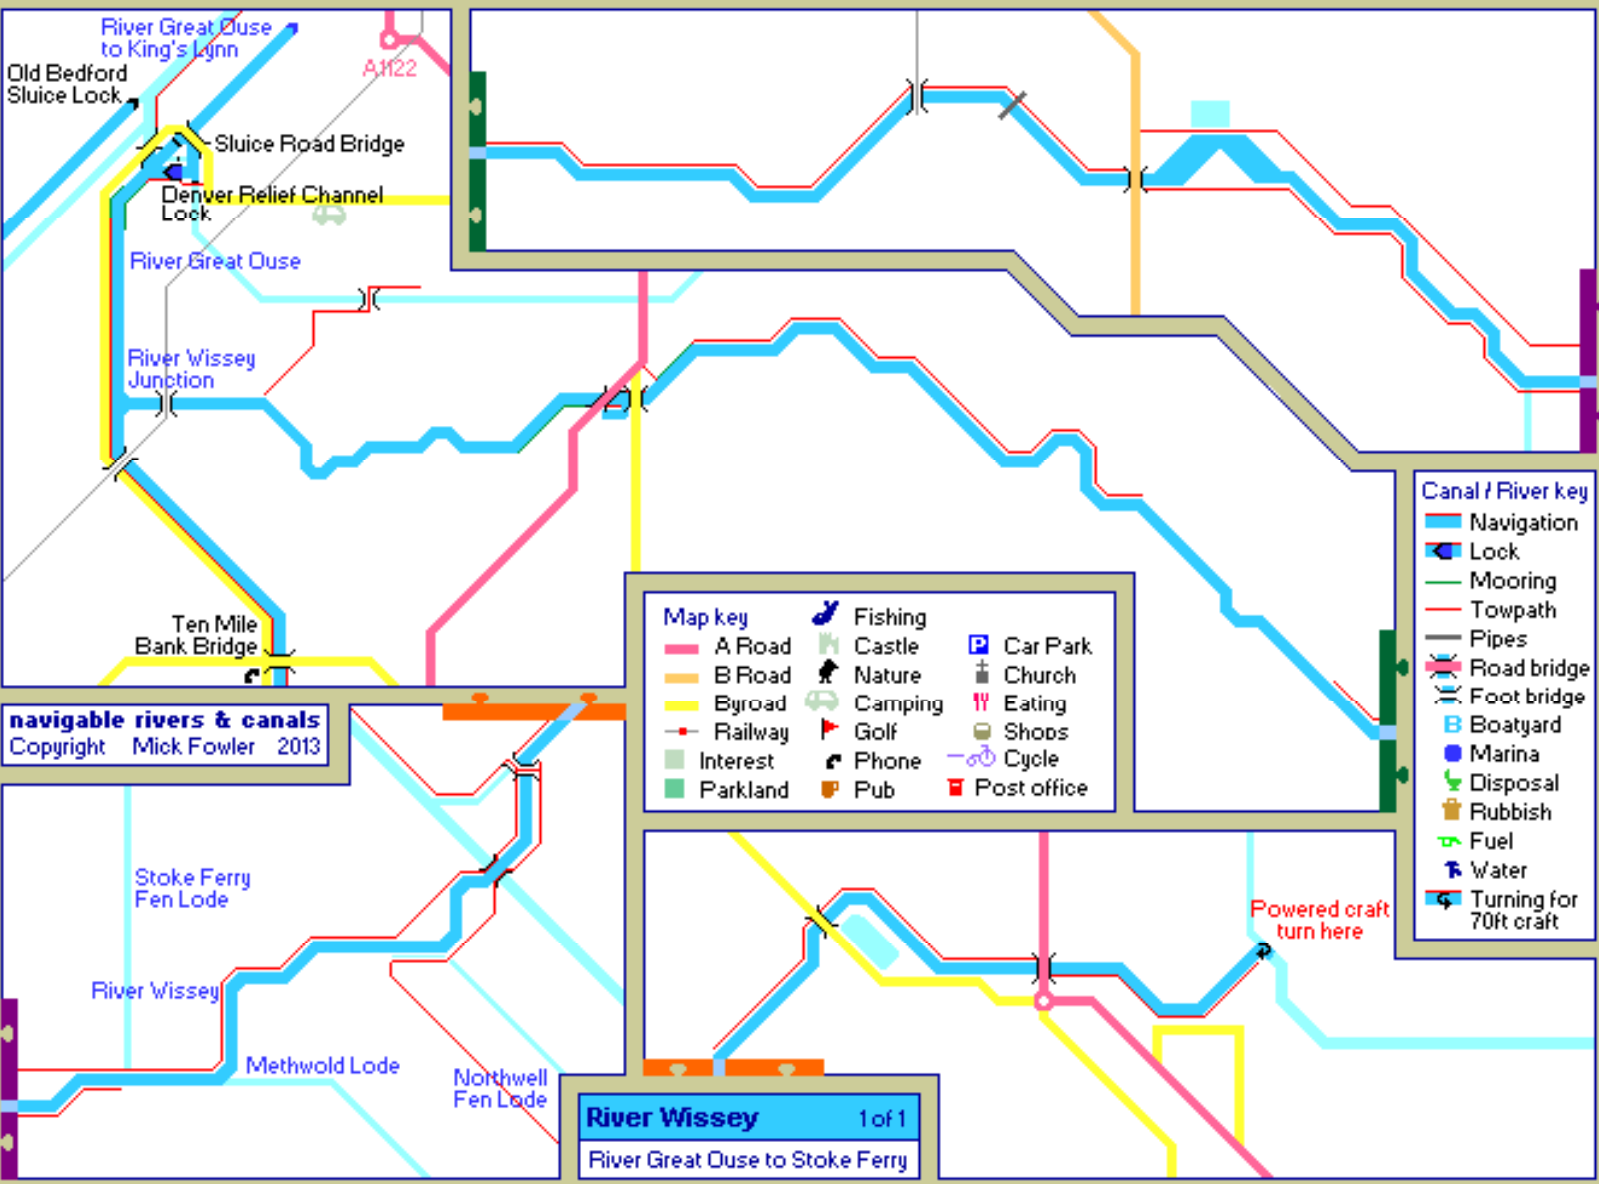 River Great Ouse
to King's Lynn
A1122
Old Bedford
Sluice Lock
Sluice Road Bridge
Denver Relief Channel
Lock
River Great Ouse
River Wissey
Junction
Ten Mile
Bank Bridge
Canal / River key
Navigation
Lock
Mooring
Towpath
Pipes
Road bridge
Foot bridge
B Boatyard
Marina
Disposal
Rubbish
Fuel
Water
Turning for
70ft craft
Map key
A Road
B Road
Byroad
Railway
Interest
Parkland
Fishing
Castle
Nature
Camping
Golf
Phone
Pub
P Car Park
Church
Eating
Shops
Cycle
Post office
navigable rivers & canals
Copyright Mick Fowler 2013
Stoke Ferry
Fen Lode
River Wissey
Methwold Lode
Northwell
Fen Lode
Powered craft
turn here
River Wissey 1 of 1
River Great Ouse to Stoke Ferry